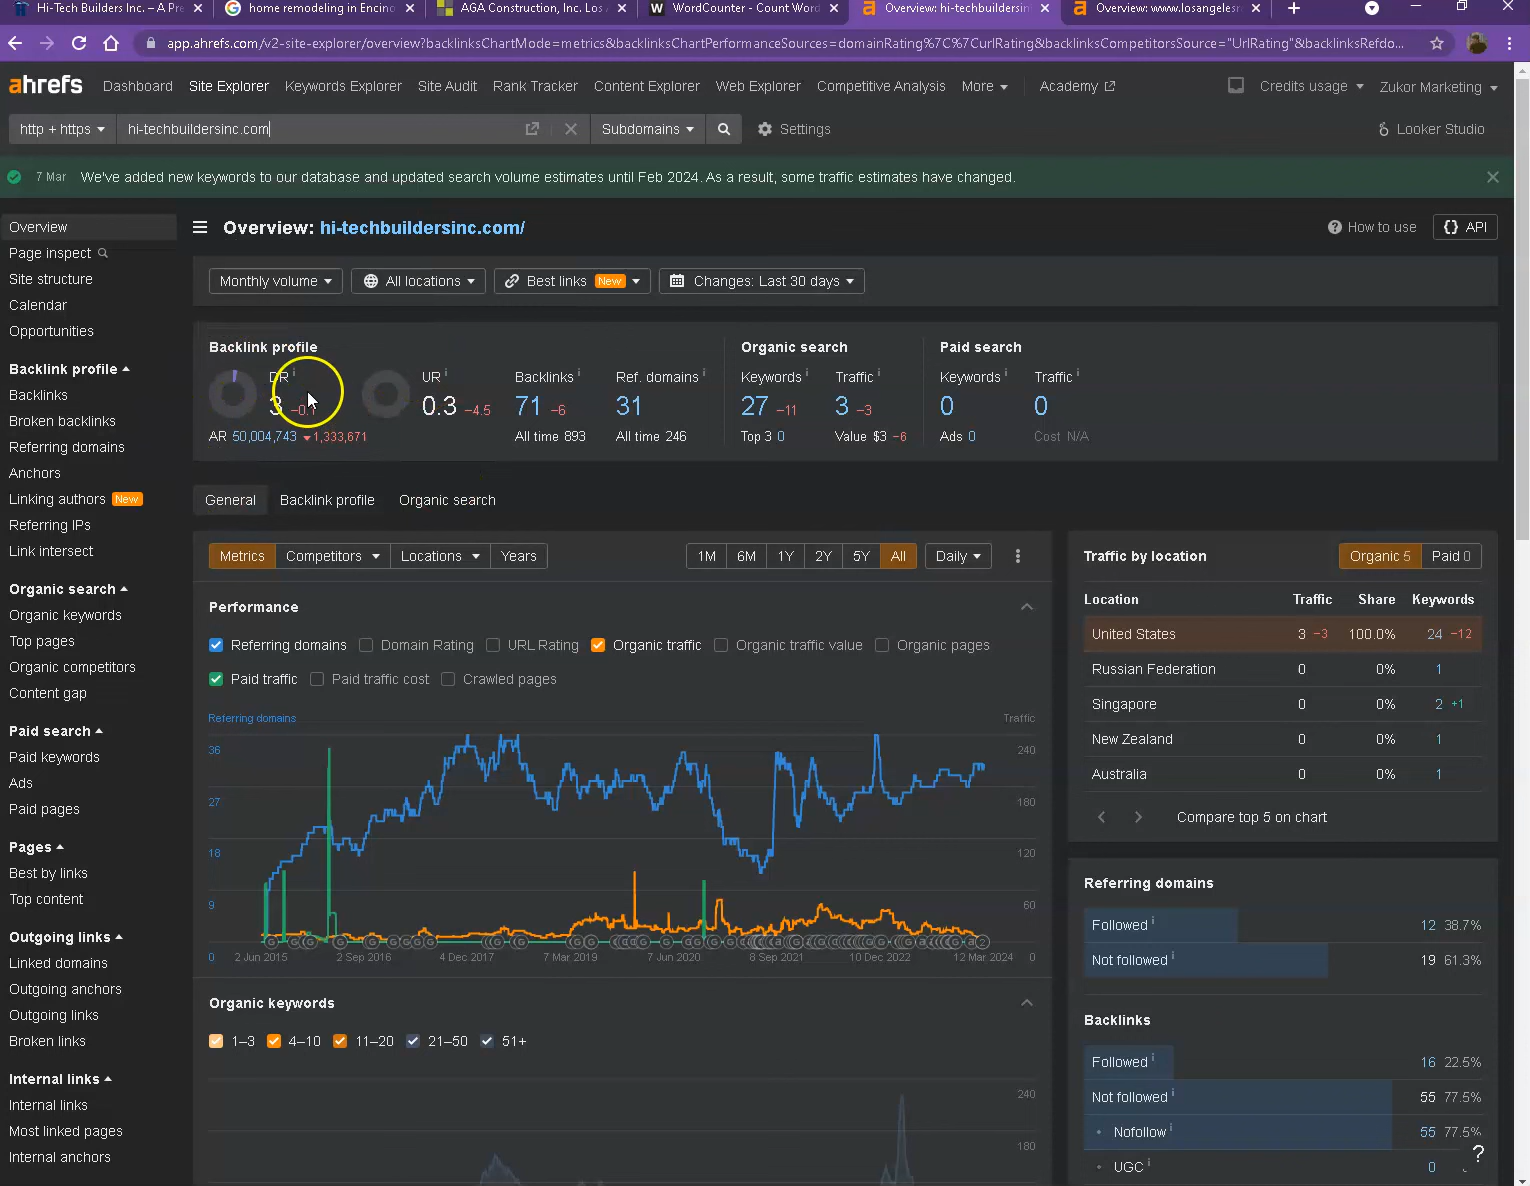 Hi-Tech Builders Inc. – A Pre
home remodeling in Encino
AGA Construction, Inc. Los
WordCounter - Count Word
Overview: hi-techbuildersin
Overview: www.losangelesr
app.ahrefs.com/v2-site-explorer/overview?backlinksChartMode=metrics&backlinksChartPerformanceSources=domainRating%7C%7CurlRating&backlinksCompetitorsSource="UrlRating"&backlinksRefdo...
ahrefs Dashboard Site Explorer Keywords Explorer Site Audit Rank Tracker Content Explorer Web Explorer Competitive Analysis More Academy Credits usage Zukor Marketing
http + https hi-techbuildersinc.com Subdomains Settings Looker Studio
7 Mar We've added new keywords to our database and updated search volume estimates until Feb 2024. As a result, some traffic estimates have changed.
Overview
Page inspect
Site structure
Calendar
Opportunities
Backlink profile
Backlinks
Broken backlinks
Referring domains
Anchors
Linking authors New
Referring IPs
Link intersect
Organic search
Organic keywords
Top pages
Organic competitors
Content gap
Paid search
Paid keywords
Ads
Paid pages
Pages
Best by links
Top content
Outgoing links
Linked domains
Outgoing anchors
Outgoing links
Broken links
Internal links
Internal links
Most linked pages
Internal anchors
Overview: hi-techbuildersinc.com/
How to use {} API
Monthly volume All locations Best links New Changes: Last 30 days
Backlink profile
DR
3 −0.1
AR 50,004,743 1,333,671
UR
0.3 −4.5
Backlinks
71 −6
All time 893
Ref. domains
31
All time 246
Organic search
Keywords
27 −11
Top 3 0
Traffic
3 −3
Value $3 −6
Paid search
Keywords
0
Ads 0
Traffic
0
Cost N/A
General Backlink profile Organic search
Metrics Competitors Locations Years
1M 6M 1Y 2Y 5Y All Daily
Performance
Referring domains Domain Rating URL Rating Organic traffic Organic traffic value Organic pages
Paid traffic Paid traffic cost Crawled pages
Referring domains Traffic
36 240
27 180
18 120
9 60
0 2 Jun 2015 2 Sep 2016 4 Dec 2017 7 Mar 2019 7 Jun 2020 8 Sep 2021 10 Dec 2022 12 Mar 2024 0
Organic keywords
1–3 4–10 11–20 21–50 51+
240
180
Traffic by location Organic 5 Paid 0
Location Traffic Share Keywords
United States 3 −3 100.0% 24 −12
Russian Federation 0 0% 1
Singapore 0 0% 2 +1
New Zealand 0 0% 1
Australia 0 0% 1
Compare top 5 on chart
Referring domains
Followed 12 38.7%
Not followed 19 61.3%
Backlinks
Followed 16 22.5%
Not followed 55 77.5%
Nofollow 55 77.5%
UGC 0
?